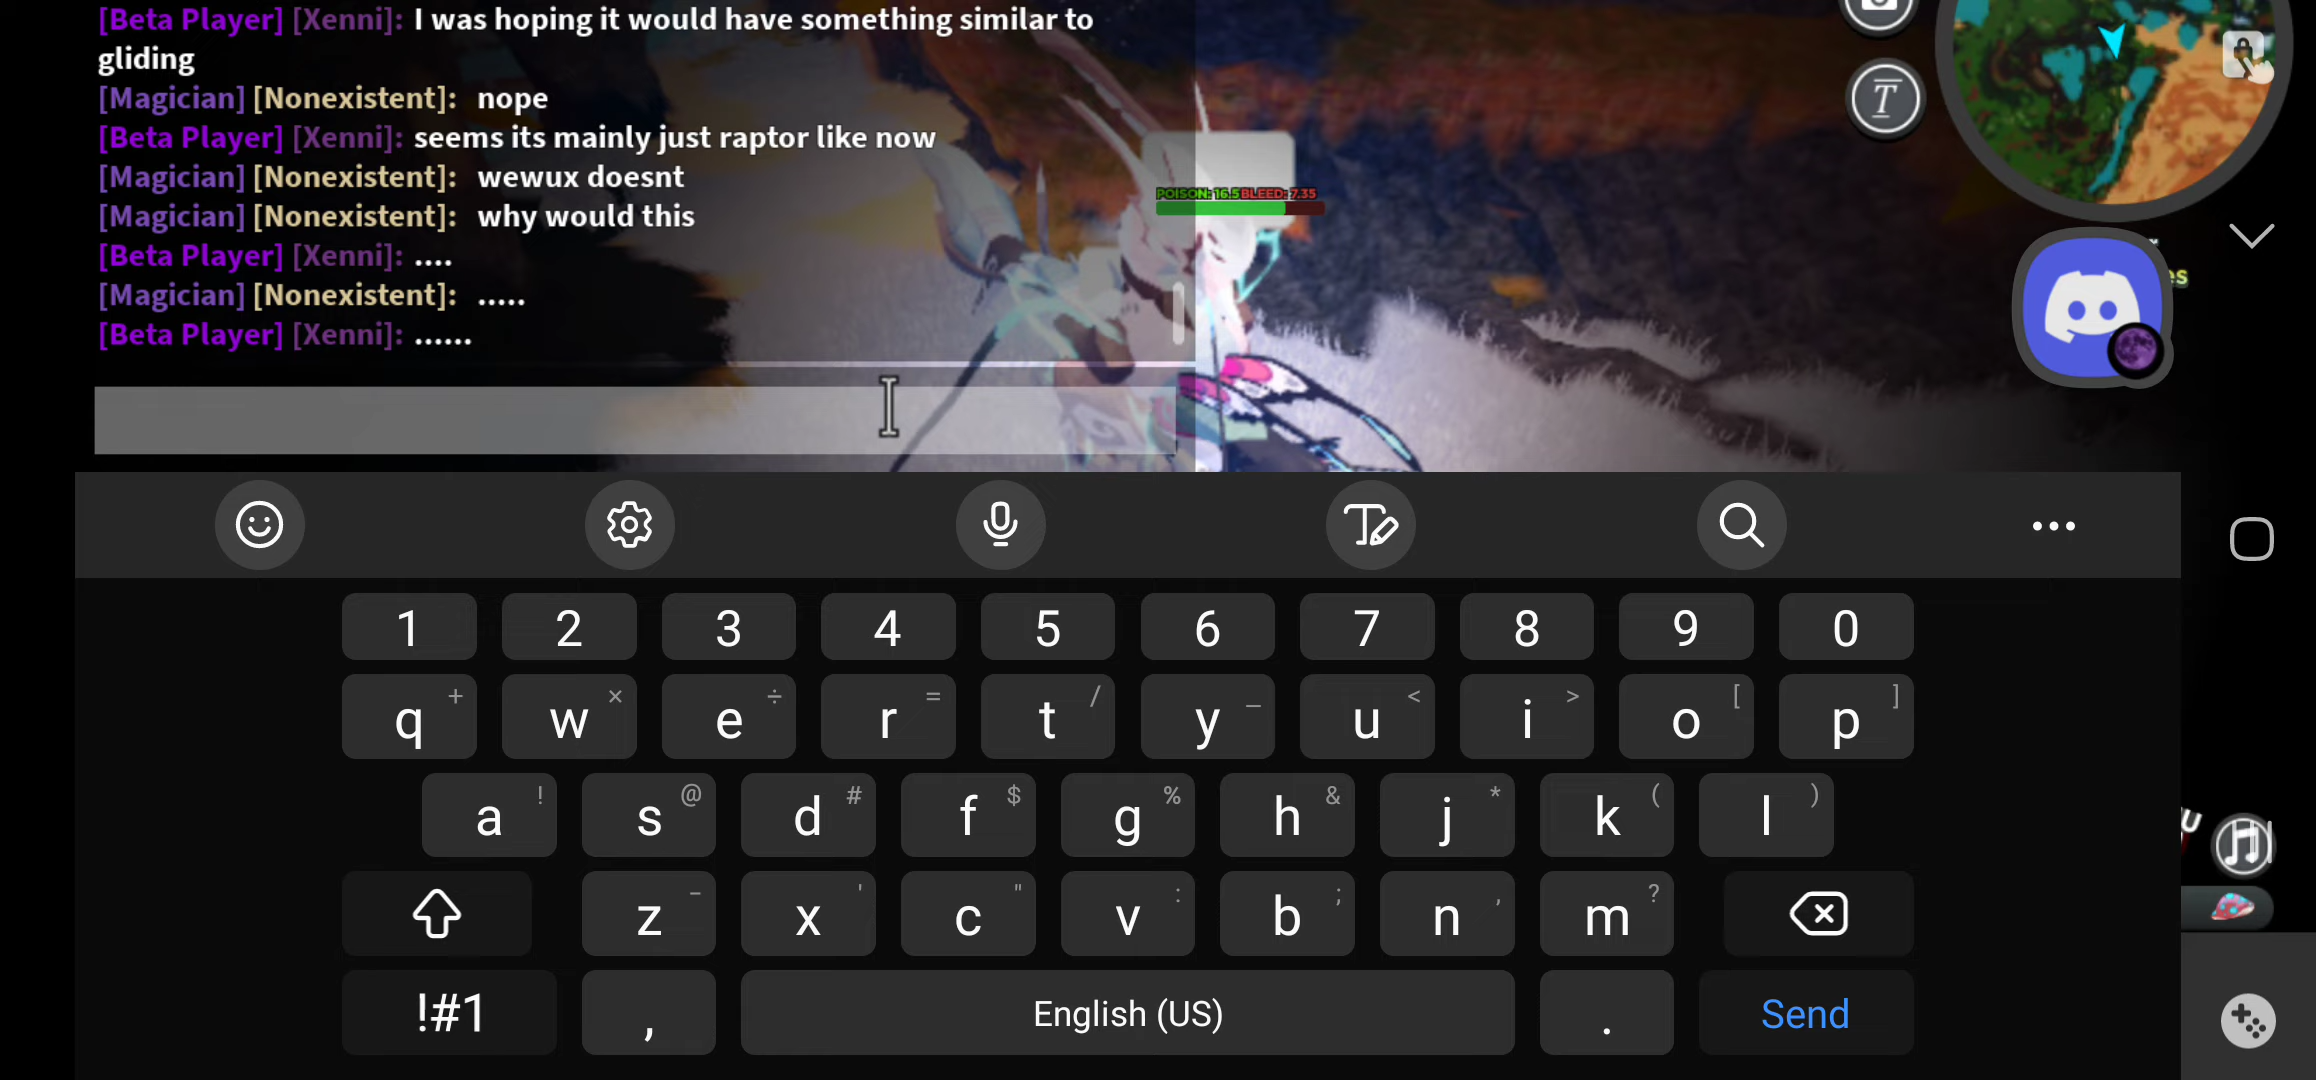 [Beta Player] [Xenni]: I was hoping it would have something similar to
gliding
[Magician] [Nonexistent]: nope
[Beta Player] [Xenni]: seems its mainly just raptor like now
[Magician] [Nonexistent]: wewux doesnt
[Magician] [Nonexistent]: why would this
[Beta Player] [Xenni]: ....
[Magician] [Nonexistent]: .....
[Beta Player] [Xenni]: ......
T
POISON: 16.5 BLEED: 7.35
es
1 2 3 4 5 6 7 8 9 0
q + w × e ÷ r = t / y _ u < i > o [ p ]
a ! s @ d # f $ g % h & j * k ( l )
U
z - x ' c " v : b ; n , m ?
!#1 , English (US) . Send